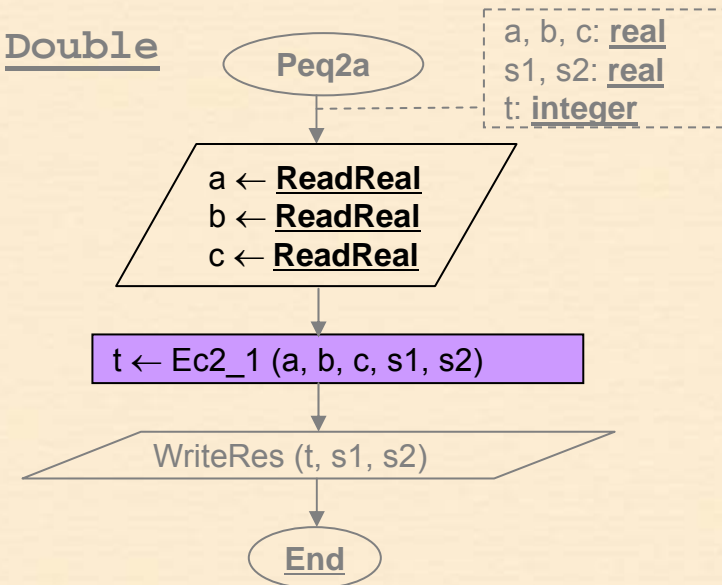 Double
Peq2a
a, b, c: real
s1, s2: real
t: integer
a ← ReadReal
b ← ReadReal
c ← ReadReal
t ← Ec2_1 (a, b, c, s1, s2)
WriteRes (t, s1, s2)
End